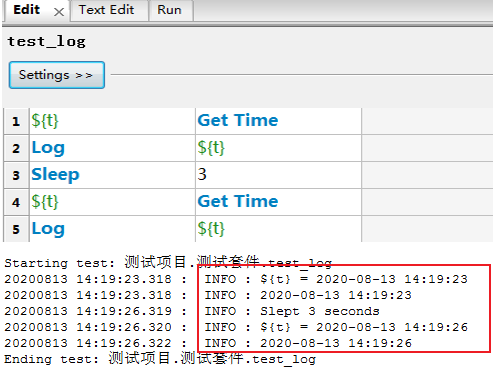 Edit × Text Edit Run
test_log
Settings >>
1 ${t} Get Time
2 Log ${t}
3 Sleep 3
4 ${t} Get Time
5 Log ${t}
Starting test: 测试项目.测试套件.test_log
20200813 14:19:23.318 : INFO : ${t} = 2020-08-13 14:19:23
20200813 14:19:23.318 : INFO : 2020-08-13 14:19:23
20200813 14:19:26.319 : INFO : Slept 3 seconds
20200813 14:19:26.320 : INFO : ${t} = 2020-08-13 14:19:26
20200813 14:19:26.322 : INFO : 2020-08-13 14:19:26
Ending test: 测试项目.测试套件.test_log